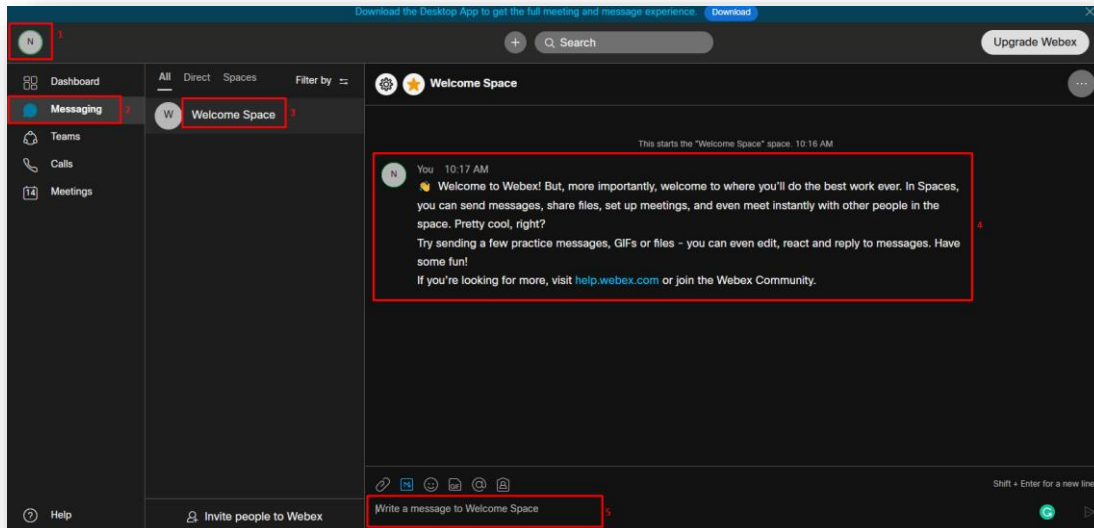 Download the Desktop App to get the full meeting and message experience. Download
N 1
Search
Upgrade Webex
Dashboard
Messaging 2
Teams
Calls
14 Meetings
Help
All Direct Spaces Filter by
W Welcome Space 3
Invite people to Webex
Welcome Space
This starts the "Welcome Space" space. 10:16 AM
N You 10:17 AM
Welcome to Webex! But, more importantly, welcome to where you'll do the best work ever. In Spaces,
you can send messages, share files, set up meetings, and even meet instantly with other people in the
space. Pretty cool, right?
Try sending a few practice messages, GIFs or files - you can even edit, react and reply to messages. Have
some fun!
If you're looking for more, visit help.webex.com or join the Webex Community.
4
GIF @
Shift + Enter for a new line
Write a message to Welcome Space 5
G